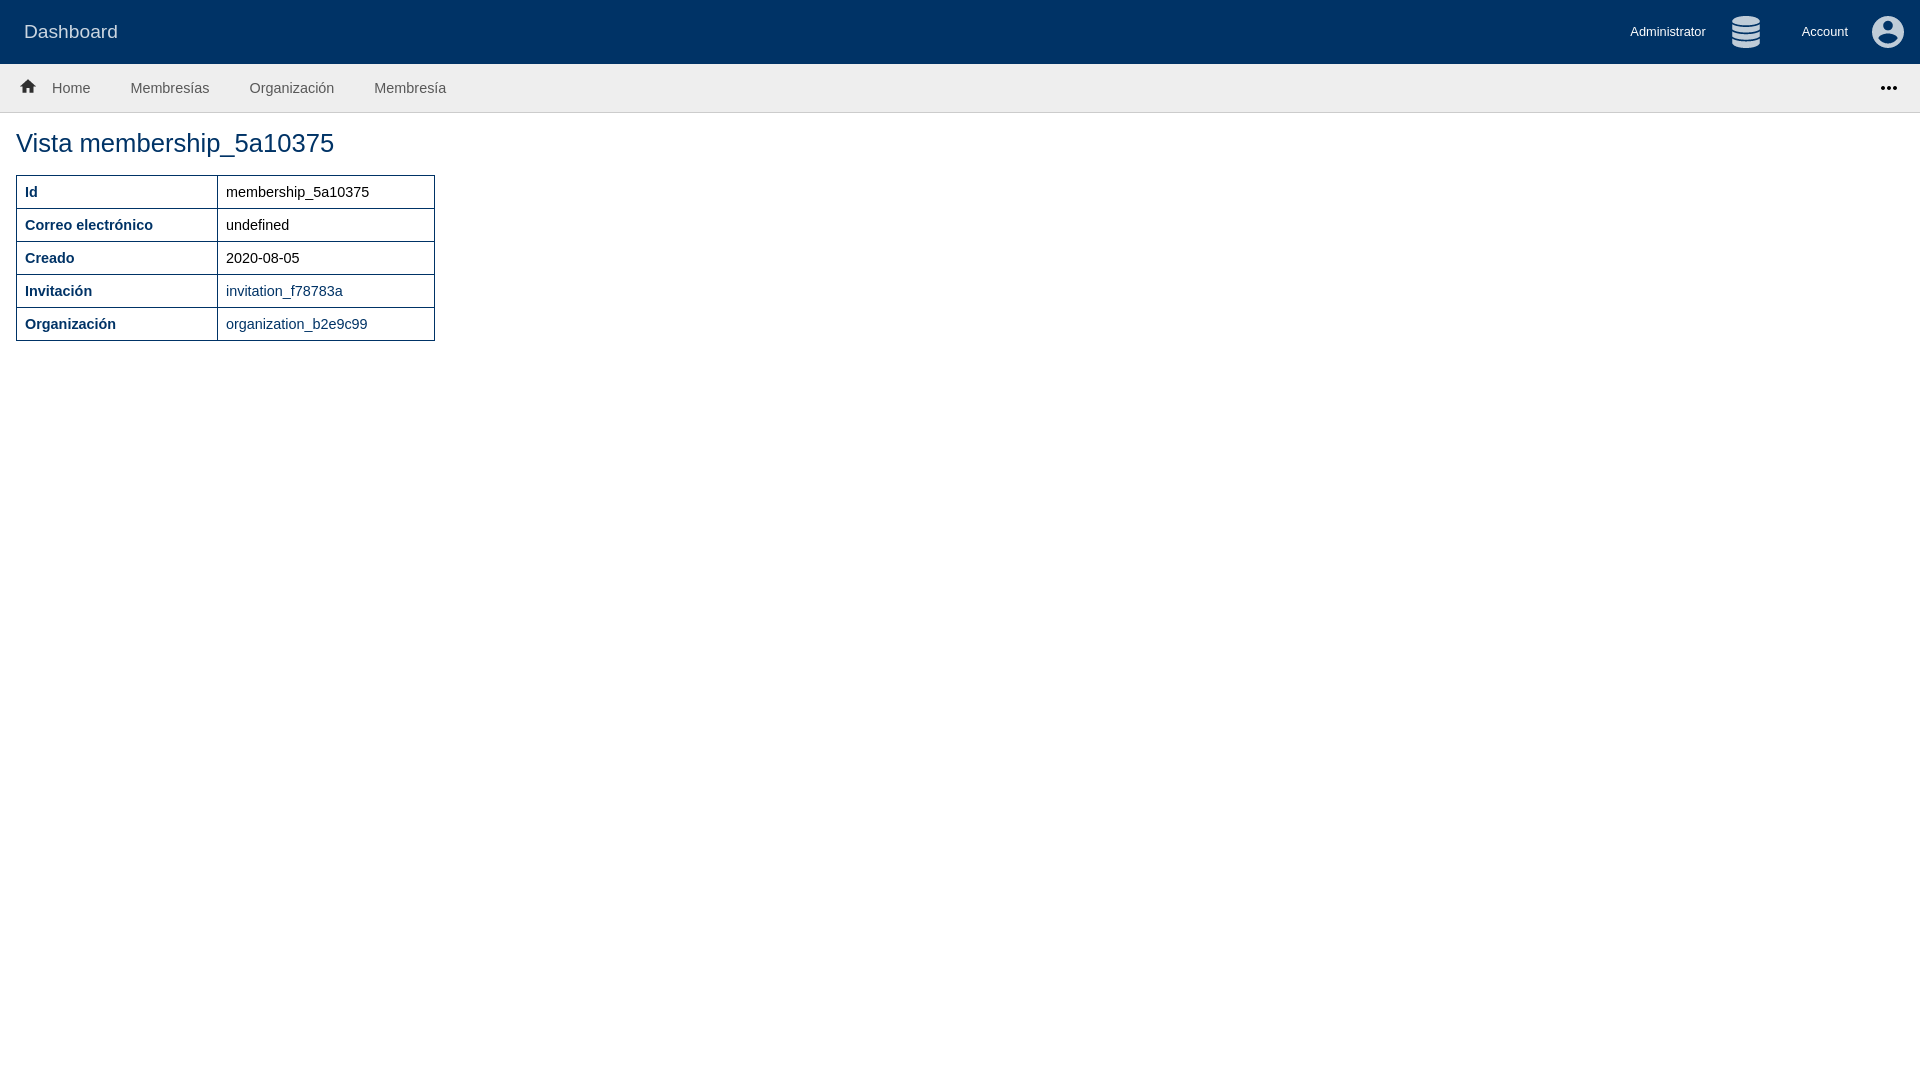 Dashboard
Administrator
Account
Home Membresías Organización Membresía
Vista membership_5a10375
Id membership_5a10375
Correo electrónico undefined
Creado 2020-08-05
Invitación invitation_f78783a
Organización organization_b2e9c99